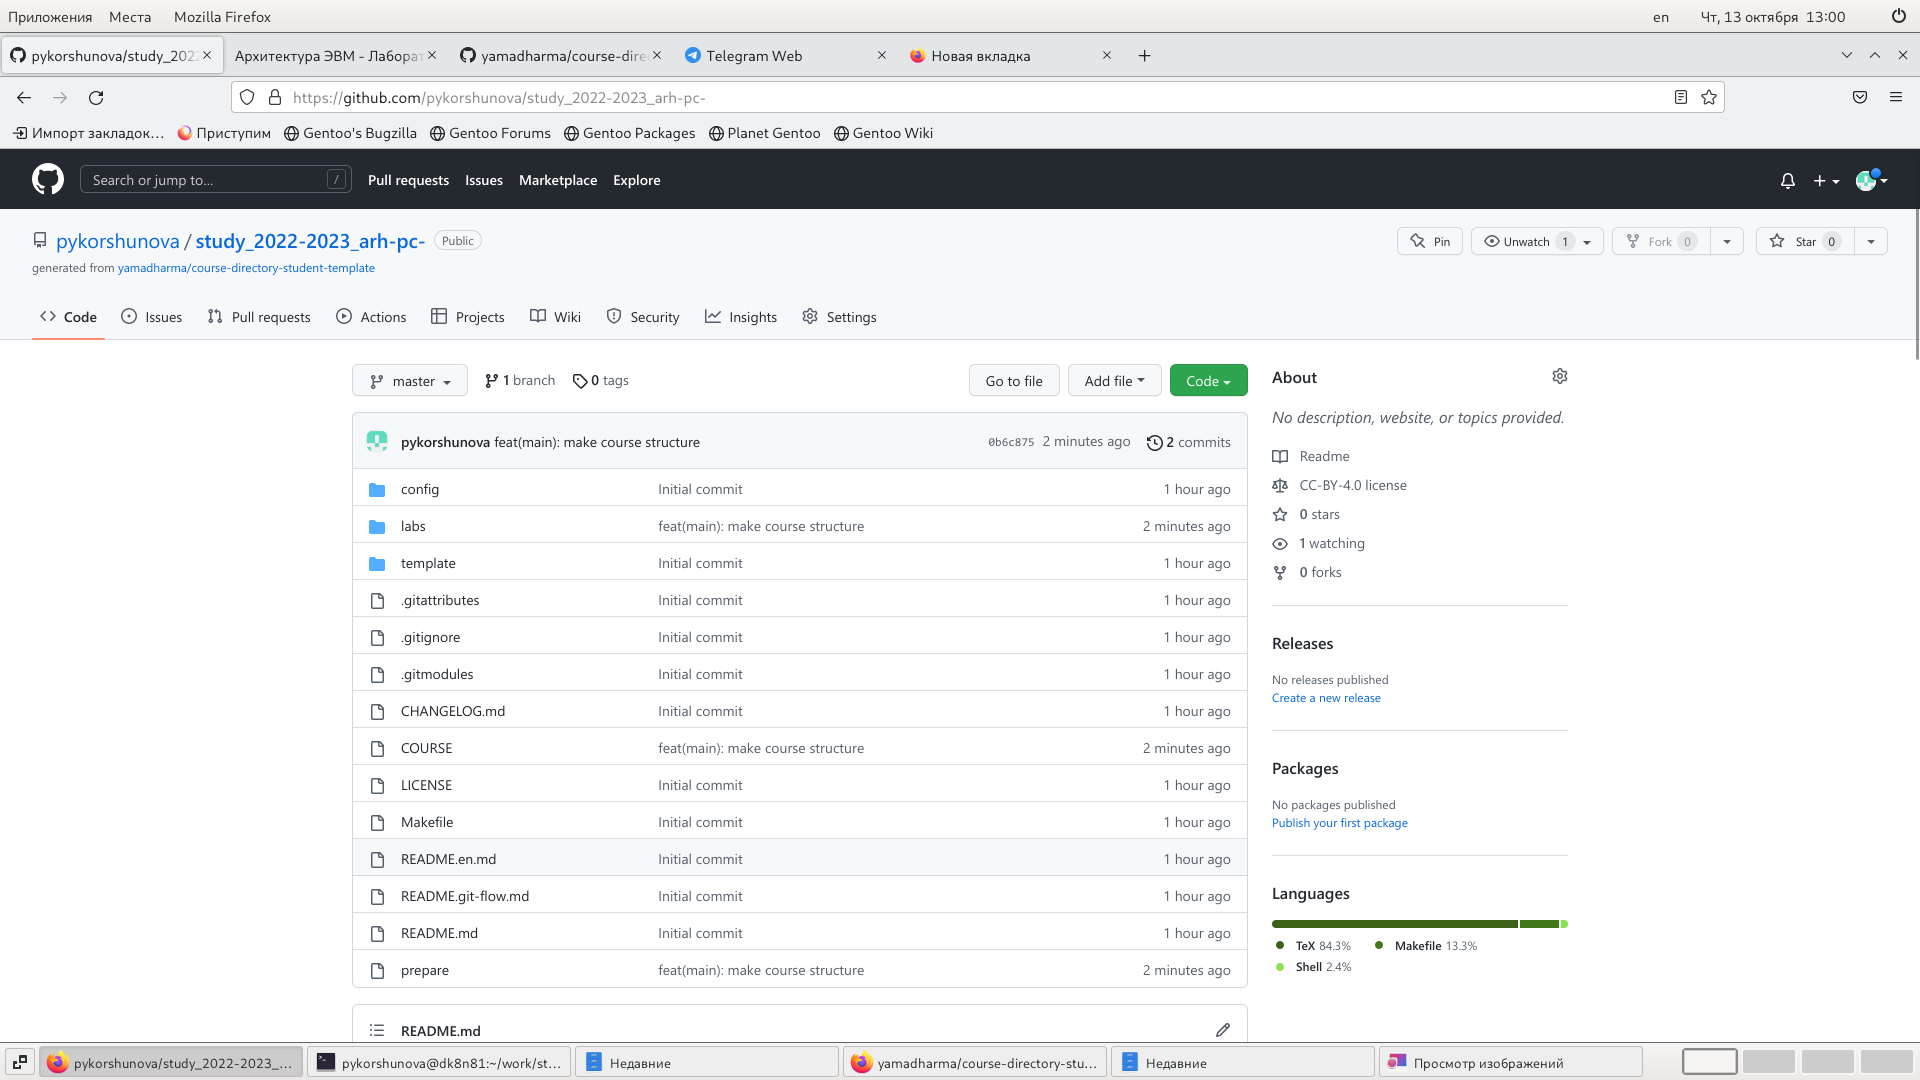 Приложения Места Mozilla Firefox en Чт, 13 октября 13:00
pykorshunova/study_202 Архитектура ЭВМ - Лаборат yamadharma/course-dire Telegram Web Новая вкладка
https://github.com/pykorshunova/study_2022-2023_arh-pc-
Импорт закладок… Приступим Gentoo's Bugzilla Gentoo Forums Gentoo Packages Planet Gentoo Gentoo Wiki
Search or jump to… / Pull requests Issues Marketplace Explore
pykorshunova / study_2022-2023_arh-pc- Public Pin Unwatch 1 Fork 0 Star 0
generated from yamadharma/course-directory-student-template
Code Issues Pull requests Actions Projects Wiki Security Insights Settings
master 1 branch 0 tags Go to file Add file Code
pykorshunova feat(main): make course structure 0b6c875 2 minutes ago 2 commits
config Initial commit 1 hour ago
labs feat(main): make course structure 2 minutes ago
template Initial commit 1 hour ago
.gitattributes Initial commit 1 hour ago
.gitignore Initial commit 1 hour ago
.gitmodules Initial commit 1 hour ago
CHANGELOG.md Initial commit 1 hour ago
COURSE feat(main): make course structure 2 minutes ago
LICENSE Initial commit 1 hour ago
Makefile Initial commit 1 hour ago
README.en.md Initial commit 1 hour ago
README.git-flow.md Initial commit 1 hour ago
README.md Initial commit 1 hour ago
prepare feat(main): make course structure 2 minutes ago
README.md
About
No description, website, or topics provided.
Readme
CC-BY-4.0 license
0 stars
1 watching
0 forks
Releases
No releases published
Create a new release
Packages
No packages published
Publish your first package
Languages
TeX 84.3% Makefile 13.3%
Shell 2.4%
pykorshunova/study_2022-2023_... pykorshunova@dk8n81:~/work/st... Недавние yamadharma/course-directory-stu... Недавние Просмотр изображений